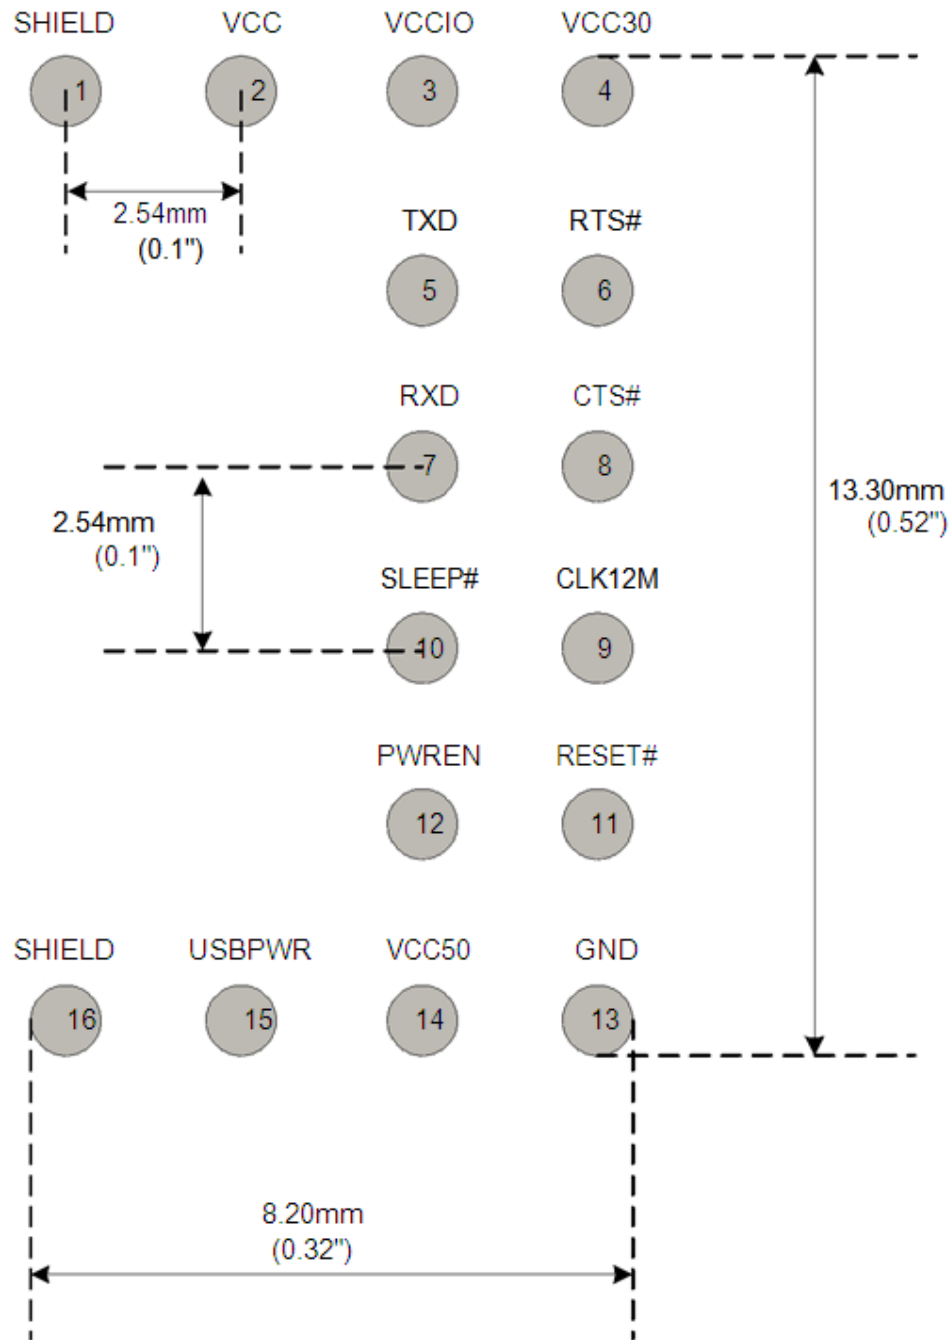 SHIELD VCC VCCIO VCC30
1 2 3 4
2.54mm
(0.1")
TXD RTS#
5 6
RXD CTS#
7 8
13.30mm
(0.52")
2.54mm
(0.1")
SLEEP# CLK12M
10 9
PWREN RESET#
12 11
SHIELD USBPWR VCC50 GND
16 15 14 13
8.20mm
(0.32")